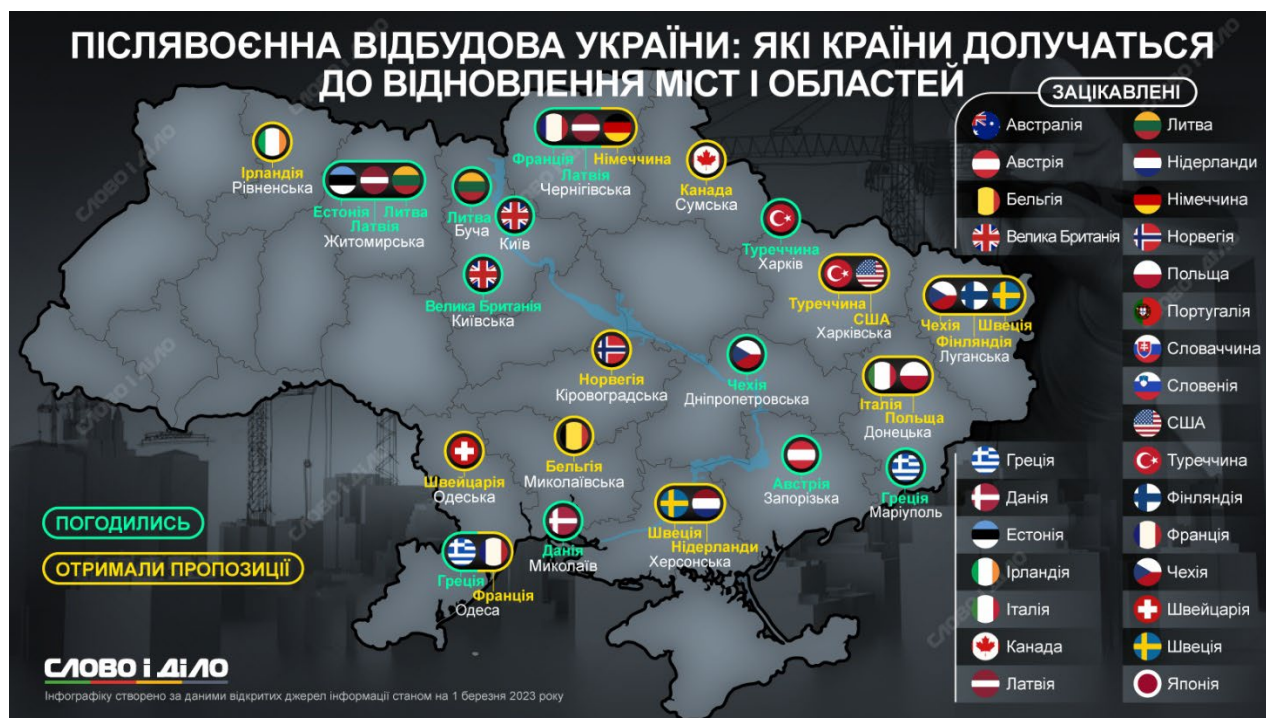 ПІСЛЯВОЄННА ВІДБУДОВА УКРАЇНИ: ЯКІ КРАЇНИ ДОЛУЧАТЬСЯ
ДО ВІДНОВЛЕННЯ МІСТ І ОБЛАСТЕЙ
Ірландія
Рівненська
Естонія Литва
Латвія
Житомирська
Литва
Буча
Київ
Велика Британія
Київська
Франція Німеччина
Латвія
Чернігівська
Канада
Сумська
Туреччина
Харків
Туреччина
США
Харківська
Чехія Швеція
Фінляндія
Луганська
Норвегія
Кіровоградська
Чехія
Дніпропетровська
Італія
Польща
Донецька
Швейцарія
Одеська
Бельгія
Миколаївська
Австрія
Запорізька
Греція
Маріуполь
Данія
Миколаїв
Швеція
Нідерланди
Херсонська
Греція
Франція
Одеса
ПОГОДИЛИСЬ
ОТРИМАЛИ ПРОПОЗИЦІЇ
ЗАЦІКАВЛЕНІ
Австралія
Австрія
Бельгія
Велика Британія
Греція
Данія
Естонія
Ірландія
Італія
Канада
Латвія
Литва
Нідерланди
Німеччина
Норвегія
Польща
Португалія
Словаччина
Словенія
США
Туреччина
Фінляндія
Франція
Чехія
Швейцарія
Швеція
Японія
СЛОВО і ДІЛО
Інфографіку створено за даними відкритих джерел інформації станом на 1 березня 2023 року